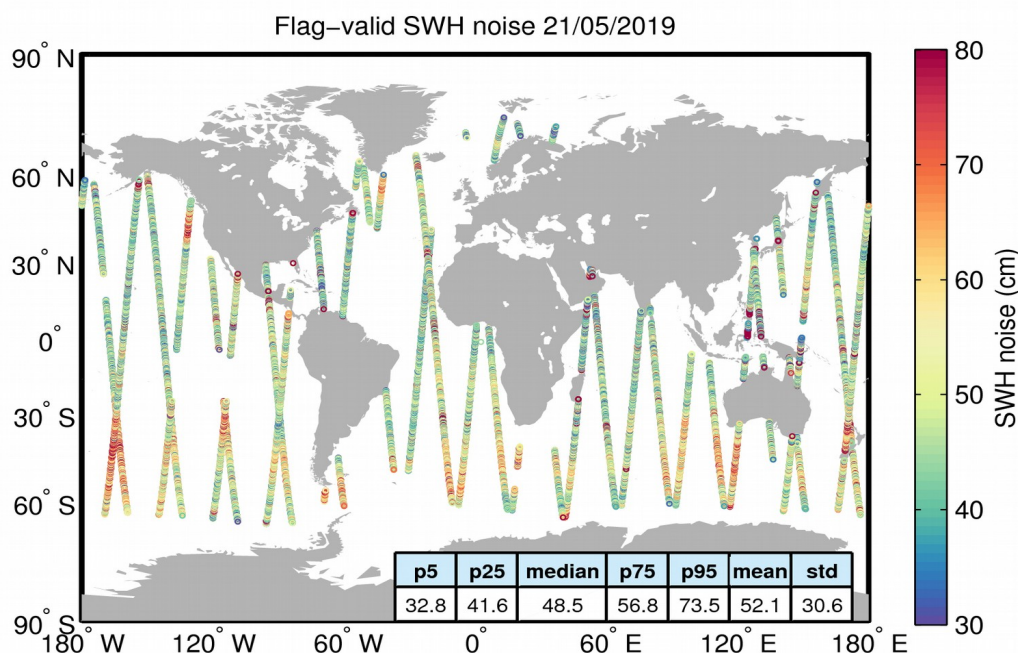 Flag−valid SWH noise 21/05/2019
90° N
60° N
30° N
0°
30° S
60° S
90° S
180° W
120° W
60° W
0°
60° E
120° E
180° E
p5 p25 median p75 p95 mean std
32.8 41.6 48.5 56.8 73.5 52.1 30.6
80
70
60
50
40
30
SWH noise (cm)